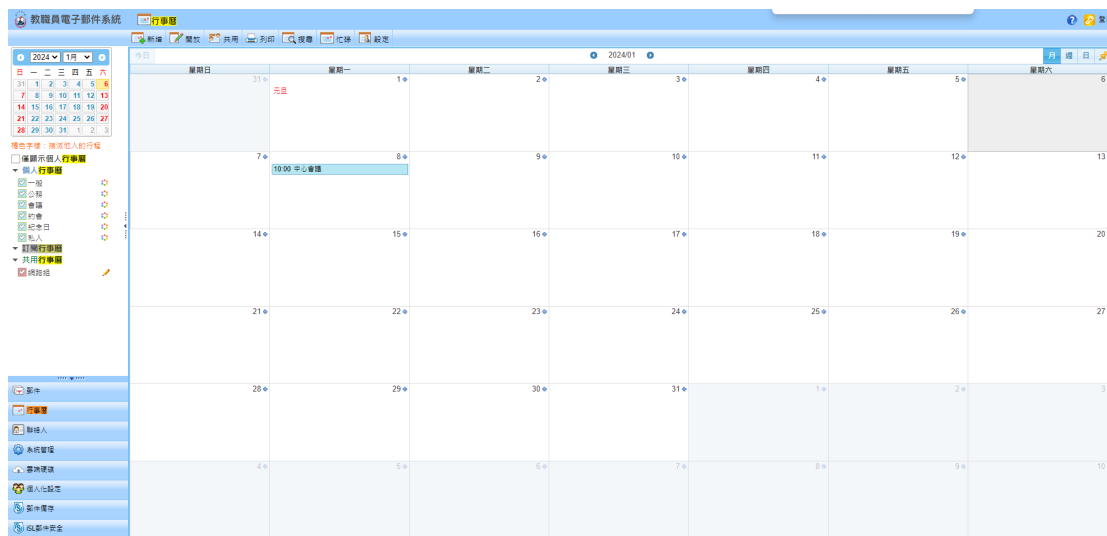 教職員電子郵件系統
行事曆
新增 開放 共用 列印 搜尋 忙碌 設定
2024 1月
日 一 二 三 四 五 六
31 1 2 3 4 5 6
7 8 9 10 11 12 13
14 15 16 17 18 19 20
21 22 23 24 25 26 27
28 29 30 31 1 2 3
橘色字樣：指派他人的行程
僅顯示個人行事曆
個人行事曆
一般
公務
會議
約會
紀念日
私人
訂閱行事曆
共用行事曆
網路組
郵件
行事曆
聯絡人
系統管理
雲端硬碟
個人化設定
郵件備存
iSL郵件安全
今日 2024/01 月 週 日
星期日 星期一 星期二 星期三 星期四 星期五 星期六
31 1 2 3 4 5 6
元旦
7 8 9 10 11 12 13
10:00 中心會議
14 15 16 17 18 19 20
21 22 23 24 25 26 27
28 29 30 31 1 2 3
4 5 6 7 8 9 10